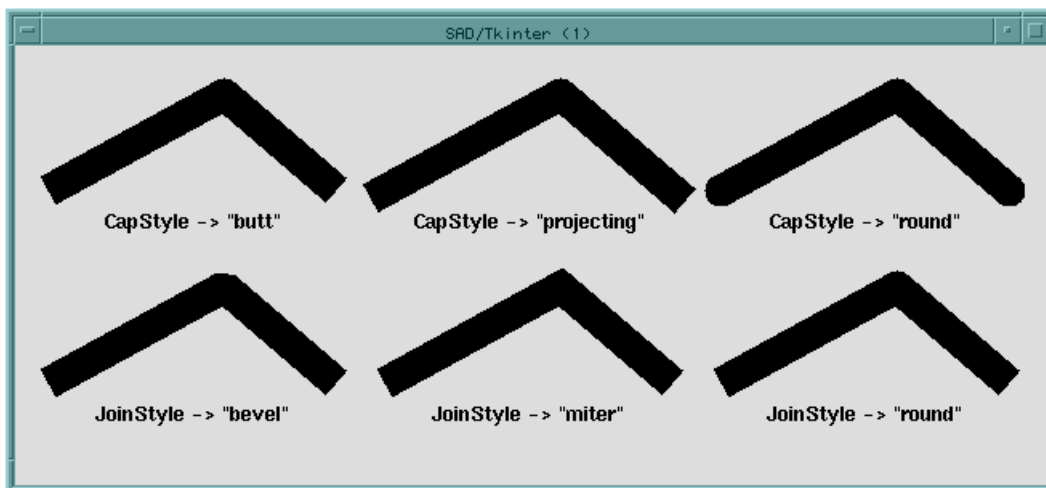 SAD/Tkinter (1)
CapStyle -> "butt"
CapStyle -> "projecting"
CapStyle -> "round"
JoinStyle -> "bevel"
JoinStyle -> "miter"
JoinStyle -> "round"